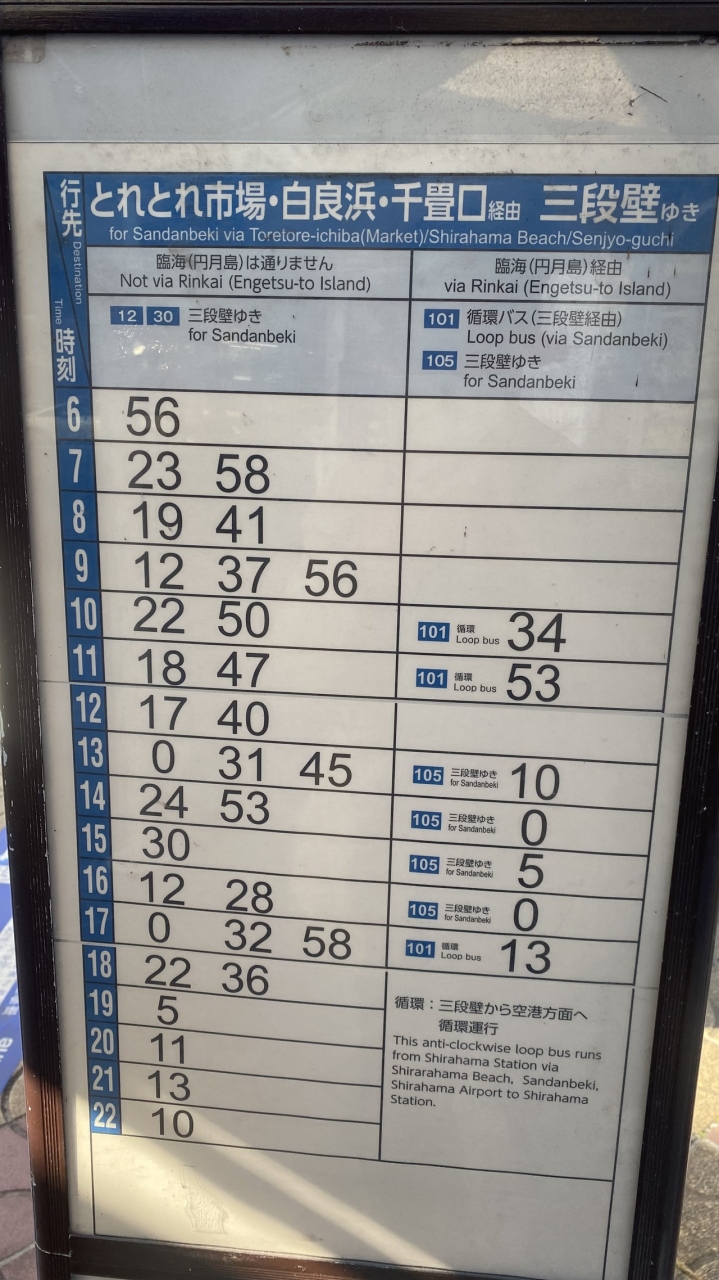 行先 Destination
Time 時刻
とれとれ市場・白良浜・千畳口経由 三段壁ゆき
for Sandanbeki via Toretore-ichiba(Market)/Shirahama Beach/Senjyo-guchi
臨海(円月島)は通りません
Not via Rinkai (Engetsu-to Island)
臨海(円月島)経由
via Rinkai (Engetsu-to Island)
12 30 三段壁ゆき
for Sandanbeki
101 循環バス(三段壁経由)
Loop bus (via Sandanbeki)
105 三段壁ゆき
for Sandanbeki
6 56
7 23 58
8 19 41
9 12 37 56
10 22 50 101 循環 Loop bus 34
11 18 47 101 循環 Loop bus 53
12 17 40
13 0 31 45 105 三段壁ゆき for Sandanbeki 10
14 24 53 105 三段壁ゆき for Sandanbeki 0
15 30 105 三段壁ゆき for Sandanbeki 5
16 12 28 105 三段壁ゆき for Sandanbeki 0
17 0 32 58 101 循環 Loop bus 13
18 22 36
19 5
20 11
21 13
22 10
循環:三段壁から空港方面へ
循環運行
This anti-clockwise loop bus runs
from Shirahama Station via
Shirarahama Beach, Sandanbeki,
Shirahama Airport to Shirahama
Station.